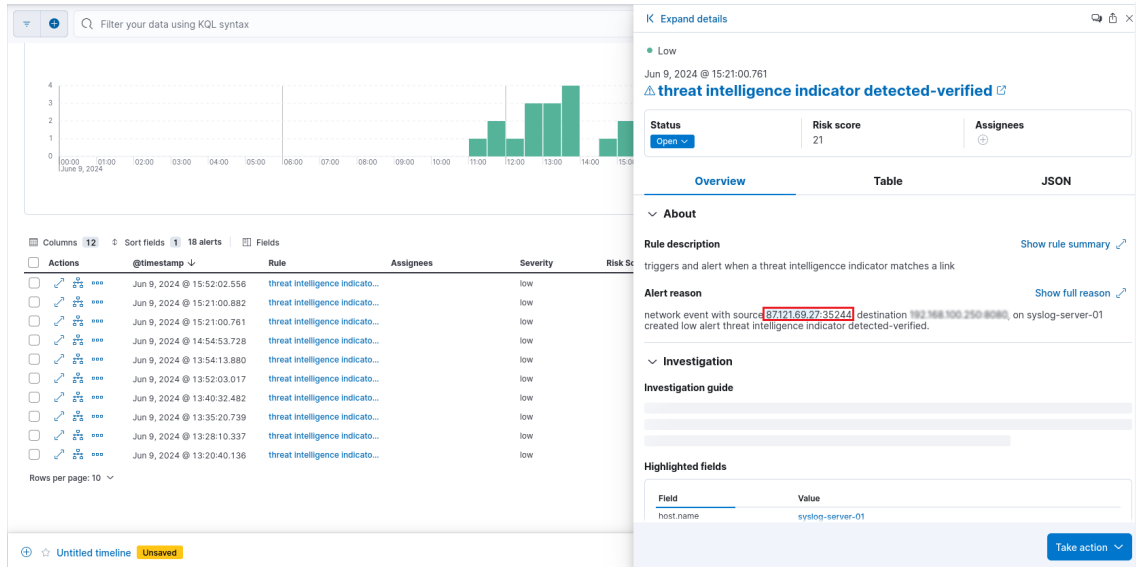 Filter your data using KQL syntax
4
3
2
1
0
00:00 01:00 02:00 03:00 04:00 05:00 06:00 07:00 08:00 09:00 10:00 11:00 12:00 13:00 14:00 15:0
June 9, 2024
Columns 12 Sort fields 1 18 alerts Fields
Actions @timestamp Rule Assignees Severity Risk Sc
Jun 9, 2024 @ 15:52:02.556 threat intelligence indicato... low
Jun 9, 2024 @ 15:21:00.882 threat intelligence indicato... low
Jun 9, 2024 @ 15:21:00.761 threat intelligence indicato... low
Jun 9, 2024 @ 14:54:53.728 threat intelligence indicato... low
Jun 9, 2024 @ 13:54:13.880 threat intelligence indicato... low
Jun 9, 2024 @ 13:52:03.017 threat intelligence indicato... low
Jun 9, 2024 @ 13:40:32.482 threat intelligence indicato... low
Jun 9, 2024 @ 13:35:20.739 threat intelligence indicato... low
Jun 9, 2024 @ 13:28:10.337 threat intelligence indicato... low
Jun 9, 2024 @ 13:20:40.136 threat intelligence indicato... low
Rows per page: 10
Untitled timeline Unsaved
Expand details
Low
Jun 9, 2024 @ 15:21:00.761
threat intelligence indicator detected-verified
Status Risk score Assignees
Open 21
Overview Table JSON
About
Rule description Show rule summary
triggers and alert when a threat intelligencce indicator matches a link
Alert reason Show full reason
network event with source 87.121.69.27:35244 destination , on syslog-server-01
created low alert threat intelligence indicator detected-verified.
Investigation
Investigation guide
Highlighted fields
Field Value
host.name syslog-server-01
Take action